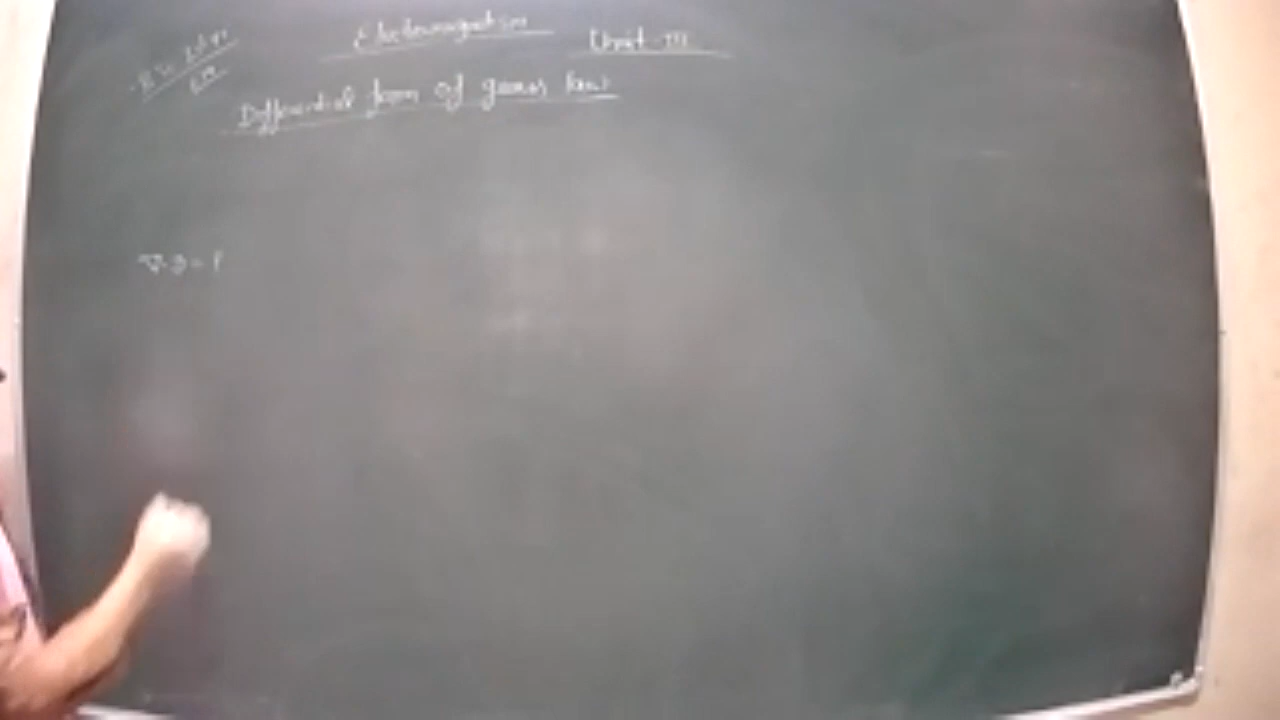 Electromagnetism Unit-III
Differential form of gauss law
∇·D = ρ